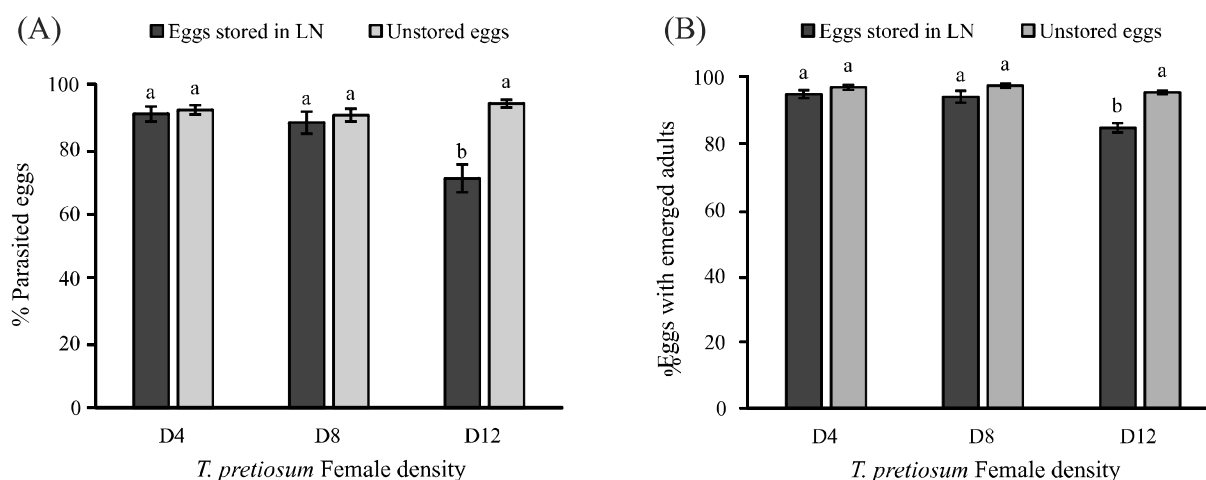 (A)
Eggs stored in LN Unstored eggs
100
80
60
40
20
0
% Parasited eggs
a a a a b a
D4 D8 D12
T. pretiosum Female density
(B)
Eggs stored in LN Unstored eggs
100
80
60
40
20
0
%Eggs with emerged adults
a a a a b a
D4 D8 D12
T. pretiosum Female density